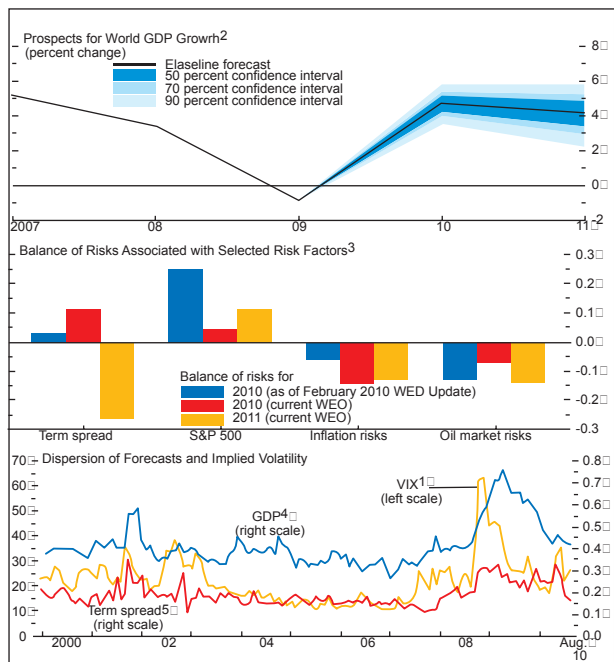 Prospects for World GDP Growrh2
(percent change)
Elaseline forecast
50 percent confidence interval
70 percent confidence interval
90 percent confidence interval
8
6
4
2
0
-2
2007 08 09 10 11
Balance of Risks Associated with Selected Risk Factors3
0.3
0.2
0.1
0.0
-0.1
-0.2
-0.3
Balance of risks for
2010 (as of February 2010 WED Update)
2010 (current WEO)
2011 (current WEO)
Term spread S&P 500 Inflation risks Oil market risks
Dispersion of Forecasts and Implied Volatility
70
60
50
40
30
20
10
0
VIX1
(left scale)
GDP4
(right scale)
Term spread5
(right scale)
0.8
0.7
0.6
0.5
0.4
0.3
0.2
0.1
0.0
2000 02 04 06 08 Aug.
10